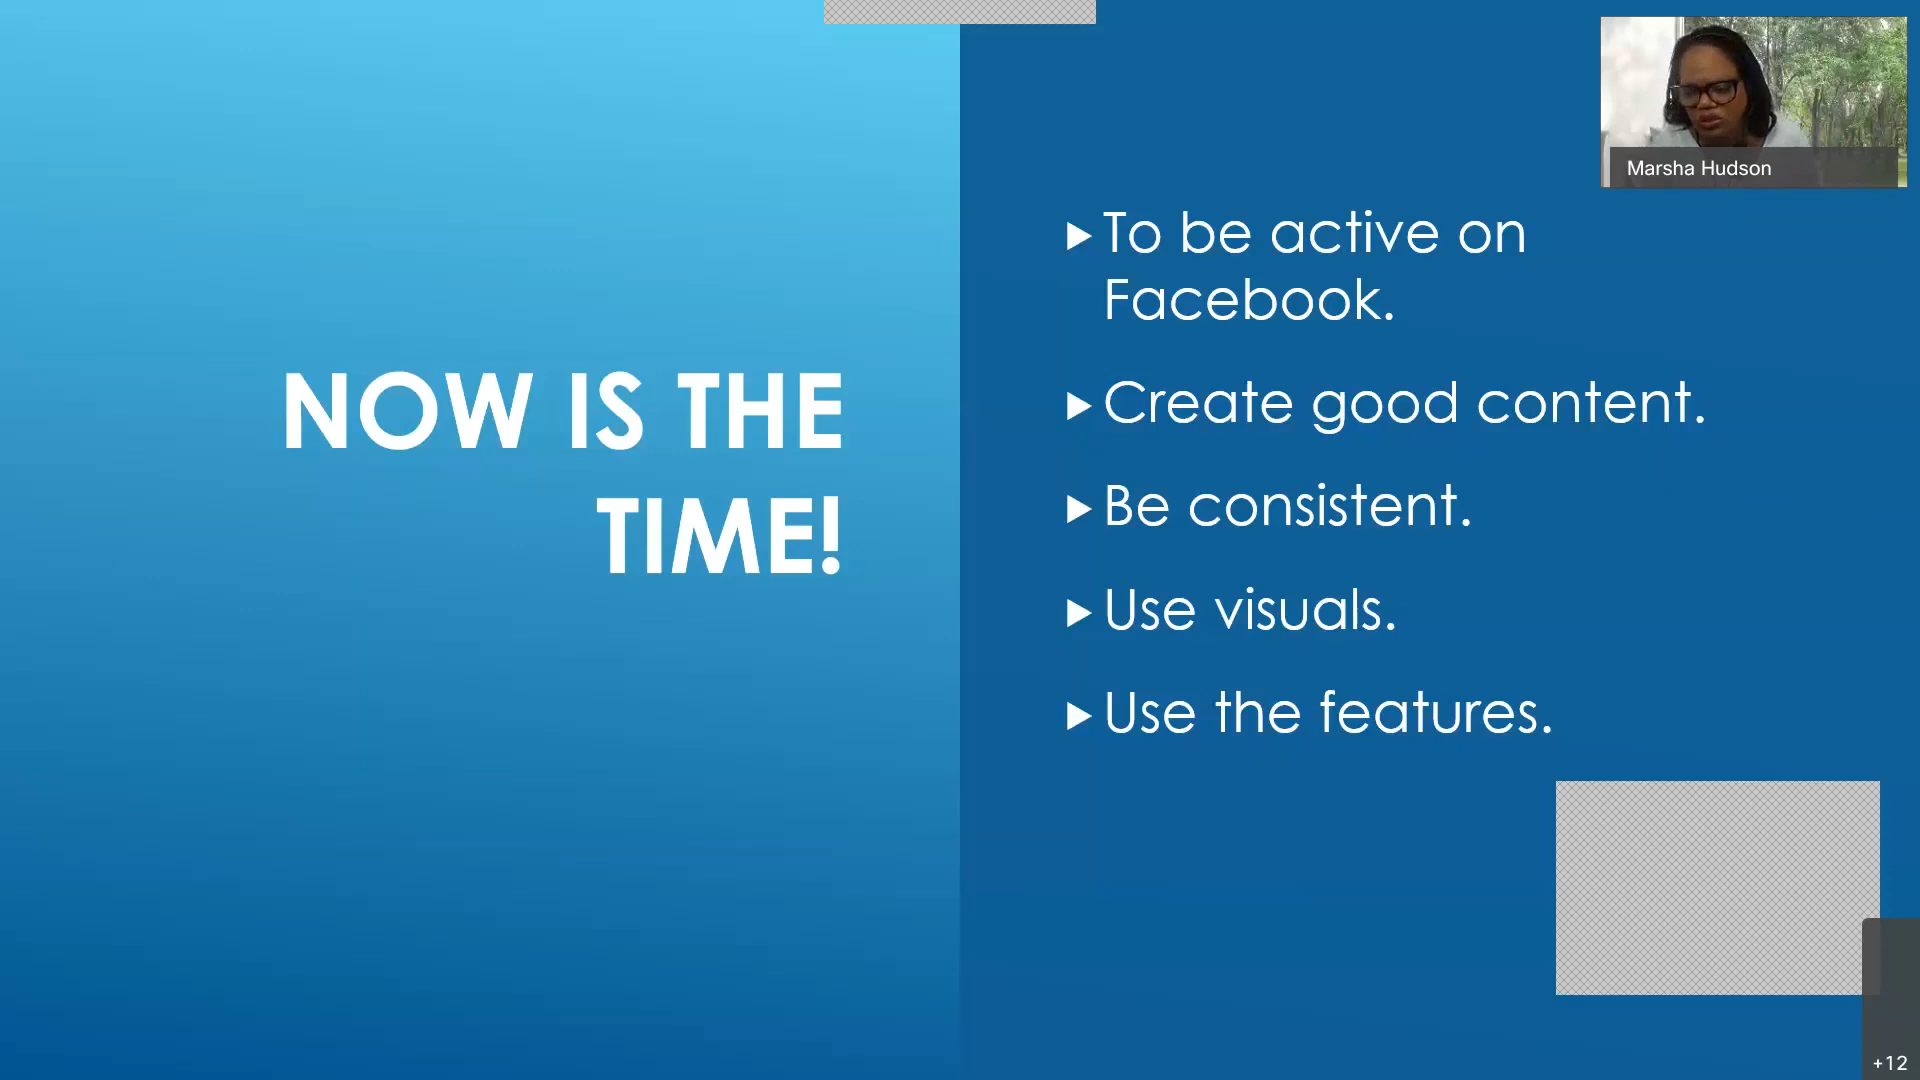 NOW IS THE
TIME!
To be active on
Facebook.
Create good content.
Be consistent.
Use visuals.
Use the features.
Marsha Hudson
+12